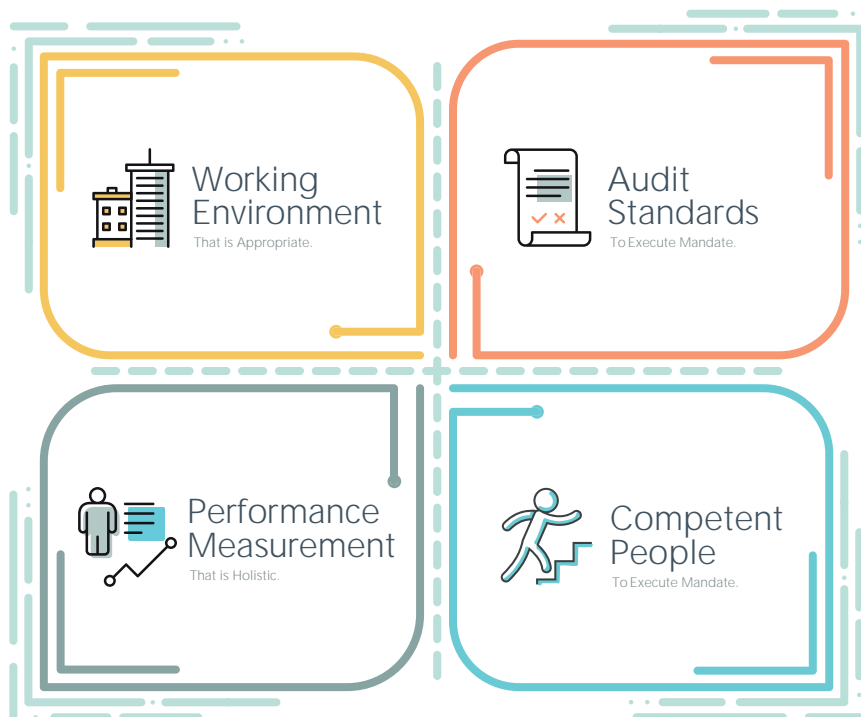 Working
Environment
That is Appropriate.
Audit
Standards
To Execute Mandate.
Performance
Measurement
That is Holistic.
Competent
People
To Execute Mandate.